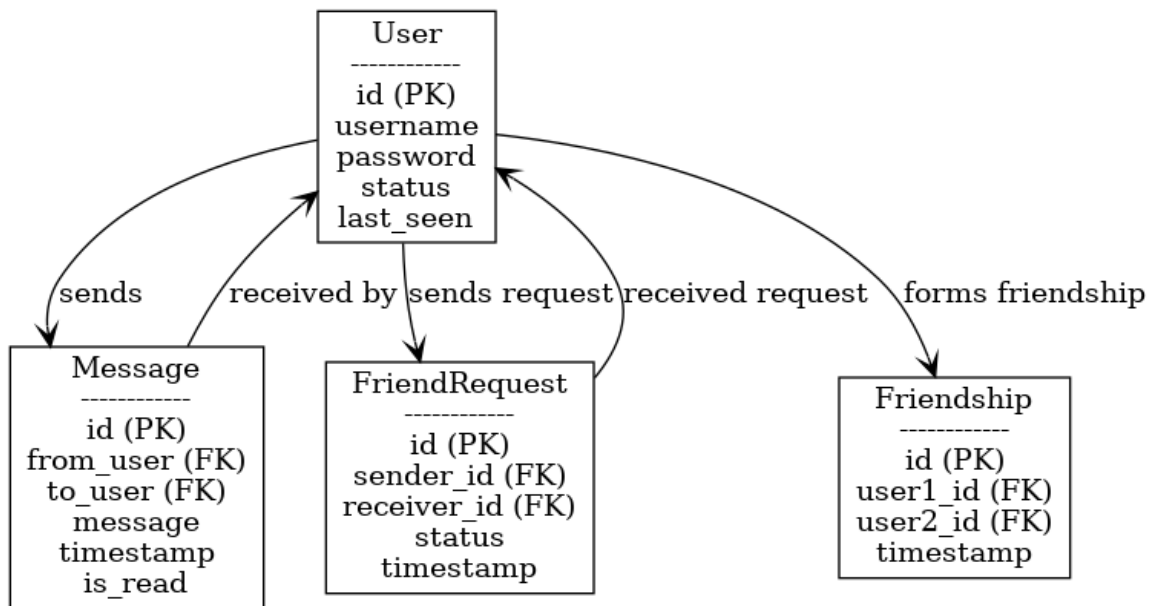 User
------------
id (PK)
username
password
status
last_seen
sends
received by
sends request
received request
forms friendship
Message
------------
id (PK)
from_user (FK)
to_user (FK)
message
timestamp
is_read
FriendRequest
------------
id (PK)
sender_id (FK)
receiver_id (FK)
status
timestamp
Friendship
------------
id (PK)
user1_id (FK)
user2_id (FK)
timestamp